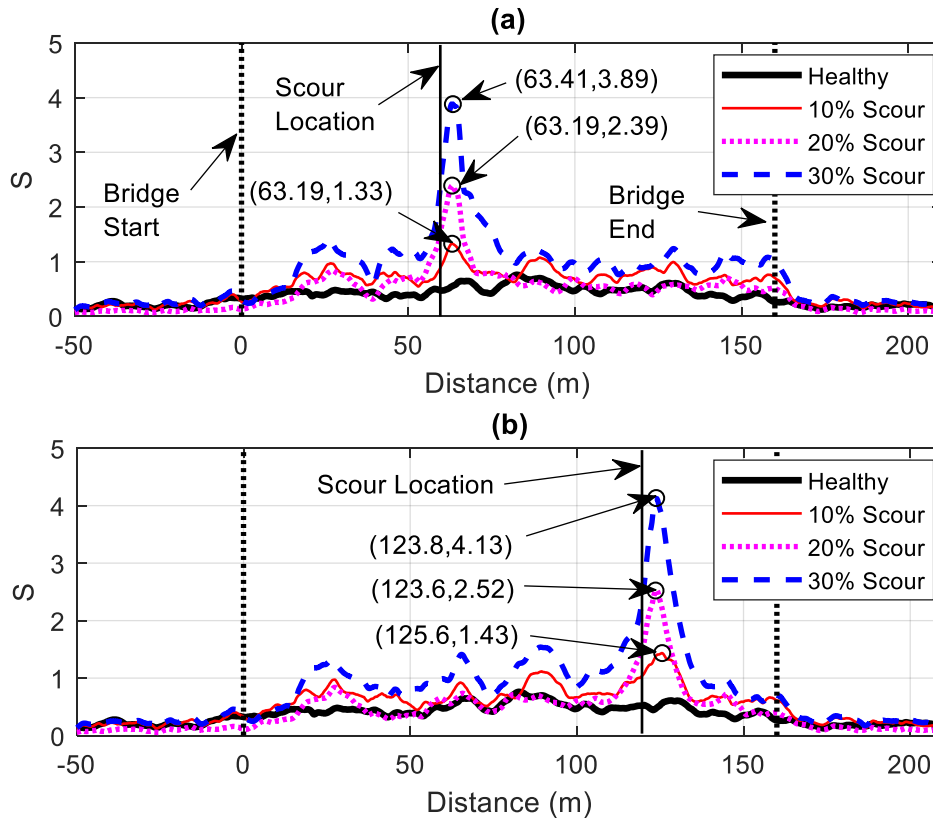 (a)
5
4
3
2
1
0
S
-50
0
50
100
150
200
Distance (m)
Scour
Location
Bridge
Start
(63.41,3.89)
(63.19,2.39)
(63.19,1.33)
Bridge
End
Healthy
10% Scour
20% Scour
30% Scour
(b)
5
4
3
2
1
0
S
-50
0
50
100
150
200
Distance (m)
Scour Location
(123.8,4.13)
(123.6,2.52)
(125.6,1.43)
Healthy
10% Scour
20% Scour
30% Scour